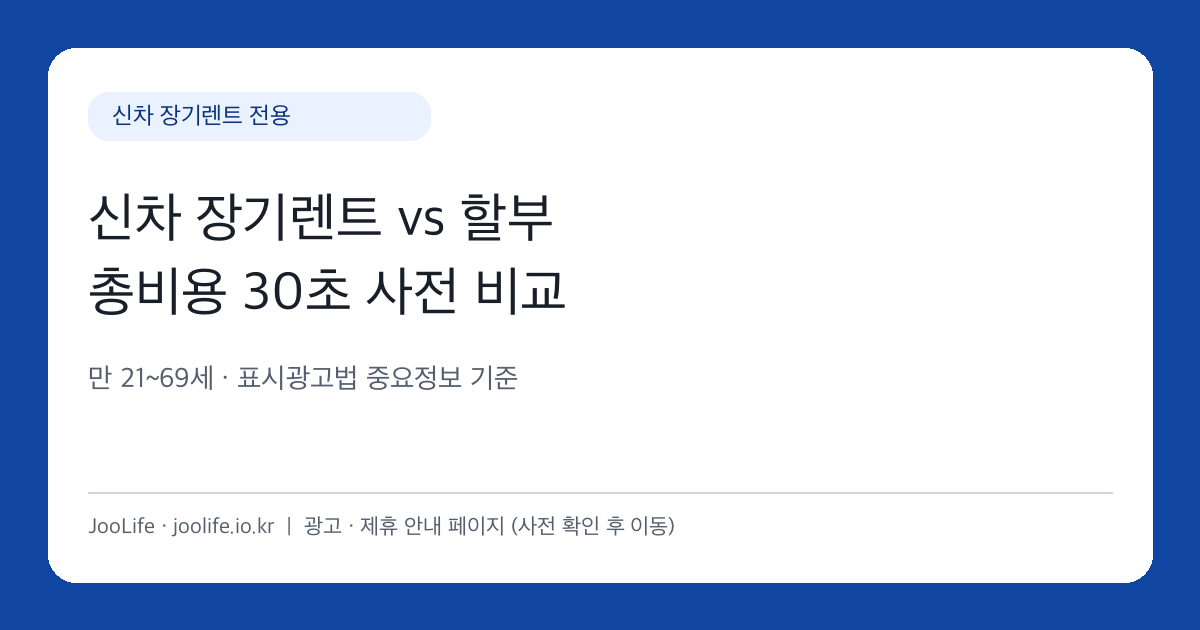 신차 장기렌트 전용
신차 장기렌트 vs 할부
총비용 30초 사전 비교
만 21~69세 · 표시광고법 중요정보 기준
JooLife · joolife.io.kr | 광고 · 제휴 안내 페이지 (사전 확인 후 이동)